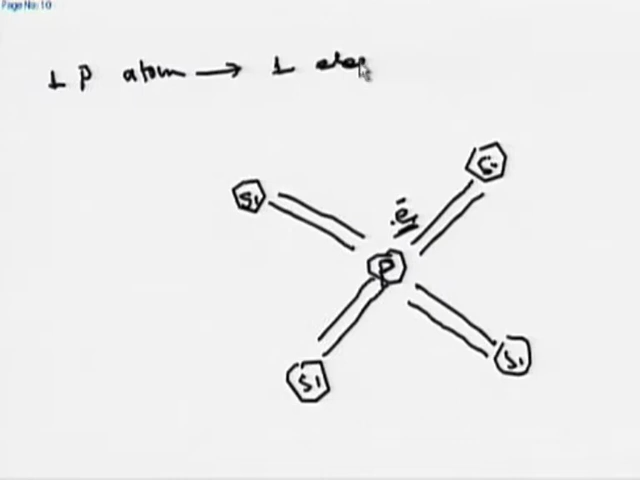 Page No: 10
1 P atom → 1 elec
Si
Si
e⁻
P
Si
Si